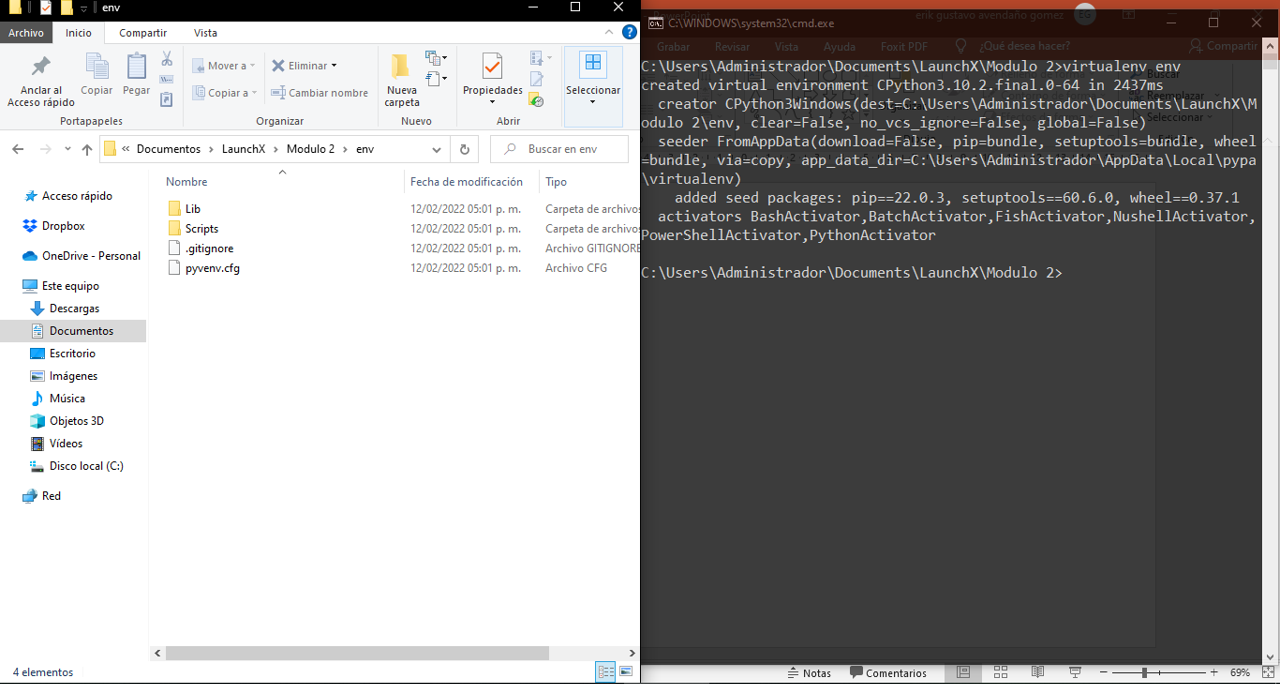 env
Archivo Inicio Compartir Vista
Anclar al
Acceso rápido
Copiar
Pegar
Portapapeles
Mover a
Copiar a
Eliminar
Cambiar nombre
Organizar
Nueva
carpeta
Nuevo
Propiedades
Abrir
Seleccionar
« Documentos > LaunchX > Modulo 2 > env
Buscar en env
Nombre Fecha de modificación Tipo
Acceso rápido
Dropbox
OneDrive - Personal
Este equipo
Descargas
Documentos
Escritorio
Imágenes
Música
Objetos 3D
Vídeos
Disco local (C:)
Red
Lib 12/02/2022 05:01 p. m. Carpeta de archivos
Scripts 12/02/2022 05:01 p. m. Carpeta de archivos
.gitignore 12/02/2022 05:01 p. m. Archivo GITIGNORE
pyvenv.cfg 12/02/2022 05:01 p. m. Archivo CFG
4 elementos
erik gustavo avendaño gomez EG
C:\WINDOWS\system32\cmd.exe
Grabar Revisar Vista Ayuda Foxit PDF ¿Qué desea hacer? Compartir
C:\Users\Administrador\Documents\LaunchX\Modulo 2>virtualenv env
created virtual environment CPython3.10.2.final.0-64 in 2437ms
creator CPython3Windows(dest=C:\Users\Administrador\Documents\LaunchX\M
odulo 2\env, clear=False, no_vcs_ignore=False, global=False)
seeder FromAppData(download=False, pip=bundle, setuptools=bundle, wheel
=bundle, via=copy, app_data_dir=C:\Users\Administrador\AppData\Local\pypa
\virtualenv)
added seed packages: pip==22.0.3, setuptools==60.6.0, wheel==0.37.1
activators BashActivator,BatchActivator,FishActivator,NushellActivator,
PowerShellActivator,PythonActivator
C:\Users\Administrador\Documents\LaunchX\Modulo 2>
Buscar
Reemplazar
Seleccionar
Notas Comentarios 69%